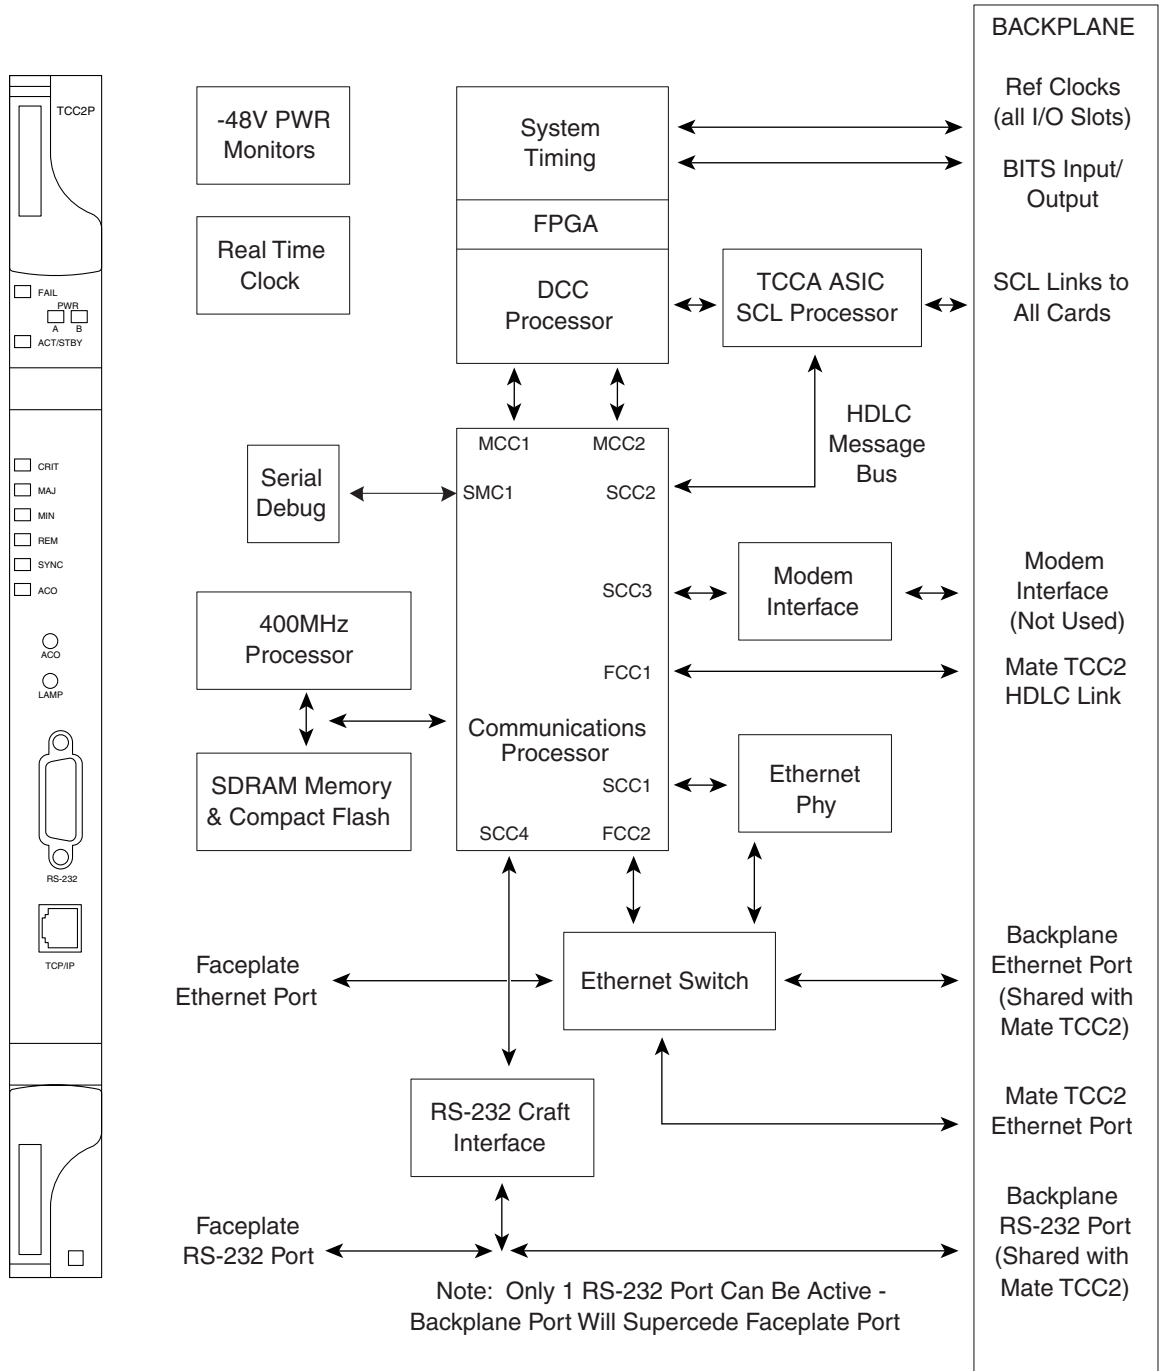 TCC2P
FAIL
PWR
A B
ACT/STBY
CRIT
MAJ
MIN
REM
SYNC
ACO
ACO
LAMP
RS-232
TCP/IP
-48V PWR
Monitors
Real Time
Clock
System
Timing
FPGA
DCC
Processor
TCCA ASIC
SCL Processor
HDLC
Message
Bus
MCC1
MCC2
SMC1
SCC2
SCC3
FCC1
Communications
Processor
SCC1
SCC4
FCC2
Serial
Debug
400MHz
Processor
SDRAM Memory
& Compact Flash
Modem
Interface
Ethernet
Phy
Faceplate
Ethernet Port
Ethernet Switch
RS-232 Craft
Interface
Faceplate
RS-232 Port
Note: Only 1 RS-232 Port Can Be Active -
Backplane Port Will Supercede Faceplate Port
BACKPLANE
Ref Clocks
(all I/O Slots)
BITS Input/
Output
SCL Links to
All Cards
Modem
Interface
(Not Used)
Mate TCC2
HDLC Link
Backplane
Ethernet Port
(Shared with
Mate TCC2)
Mate TCC2
Ethernet Port
Backplane
RS-232 Port
(Shared with
Mate TCC2)